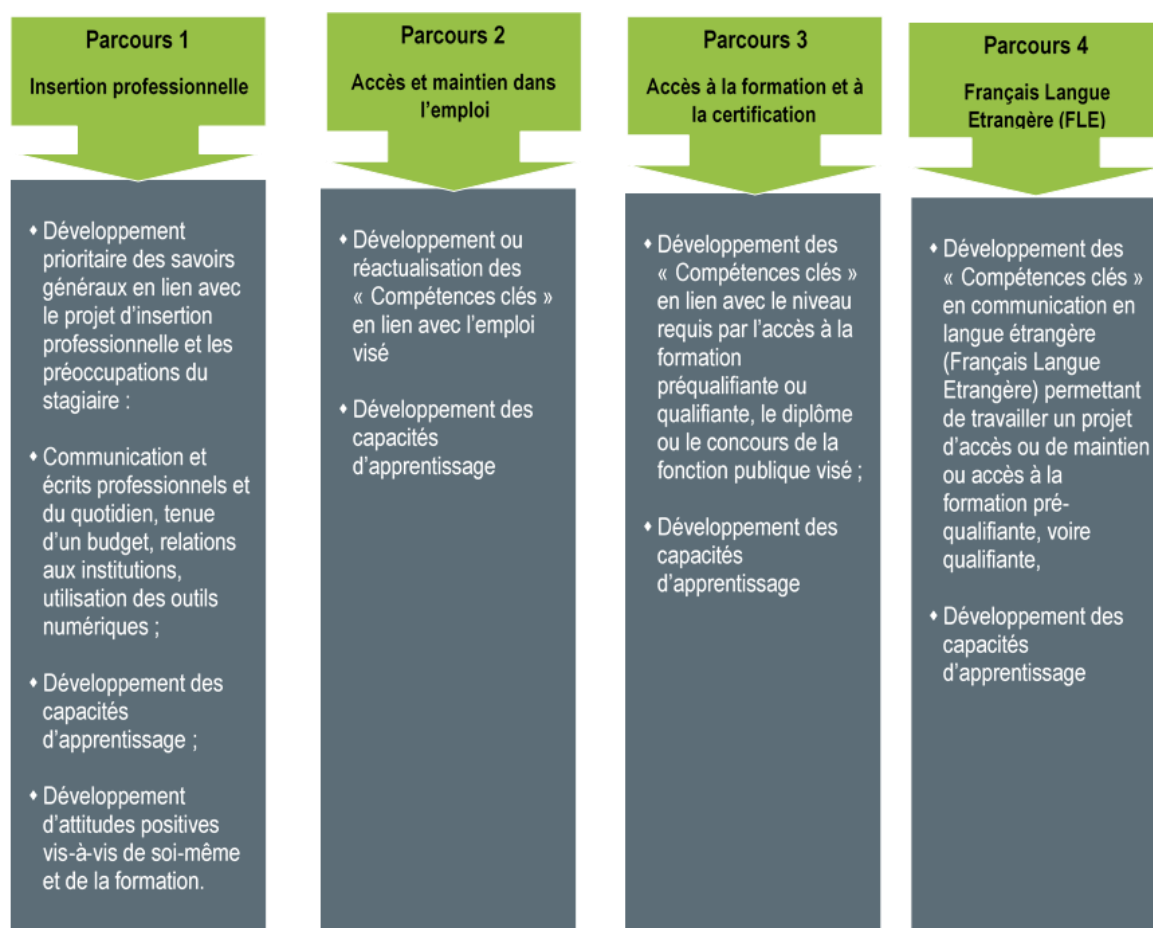 Parcours 1
Insertion professionnelle
◆ Développement
prioritaire des savoirs
généraux en lien avec
le projet d'insertion
professionnelle et les
préoccupations du
stagiaire :
◆ Communication et
écrits professionnels et
du quotidien, tenue
d'un budget, relations
aux institutions,
utilisation des outils
numériques ;
◆ Développement des
capacités
d'apprentissage ;
◆ Développement
d'attitudes positives
vis-à-vis de soi-même
et de la formation.
Parcours 2
Accès et maintien dans
l'emploi
◆ Développement ou
réactualisation des
« Compétences clés »
en lien avec l'emploi
visé
◆ Développement des
capacités
d'apprentissage
Parcours 3
Accès à la formation et à
la certification
◆ Développement des
« Compétences clés »
en lien avec le niveau
requis par l'accès à la
formation
préqualifiante ou
qualifiante, le diplôme
ou le concours de la
fonction publique visé ;
◆ Développement des
capacités
d'apprentissage
Parcours 4
Français Langue
Etrangère (FLE)
◆ Développement des
« Compétences clés »
en communication en
langue étrangère
(Français Langue
Etrangère) permettant
de travailler un projet
d'accès ou de maintien
ou accès à la
formation pré-
qualifiante, voire
qualifiante,
◆ Développement des
capacités
d'apprentissage